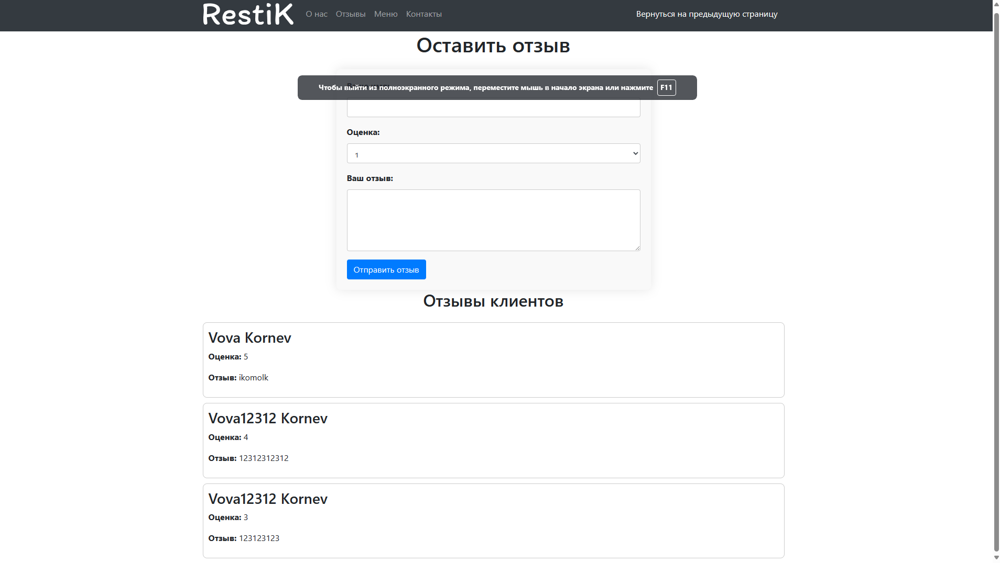 RestiK О нас Отзывы Меню Контакты Вернуться на предыдущую страницу
Оставить отзыв
Чтобы выйти из полноэкранного режима, переместите мышь в начало экрана или нажмите F11
Оценка:
1
Ваш отзыв:
Отправить отзыв
Отзывы клиентов
Vova Kornev
Оценка: 5
Отзыв: ikomolk
Vova12312 Kornev
Оценка: 4
Отзыв: 12312312312
Vova12312 Kornev
Оценка: 3
Отзыв: 123123123